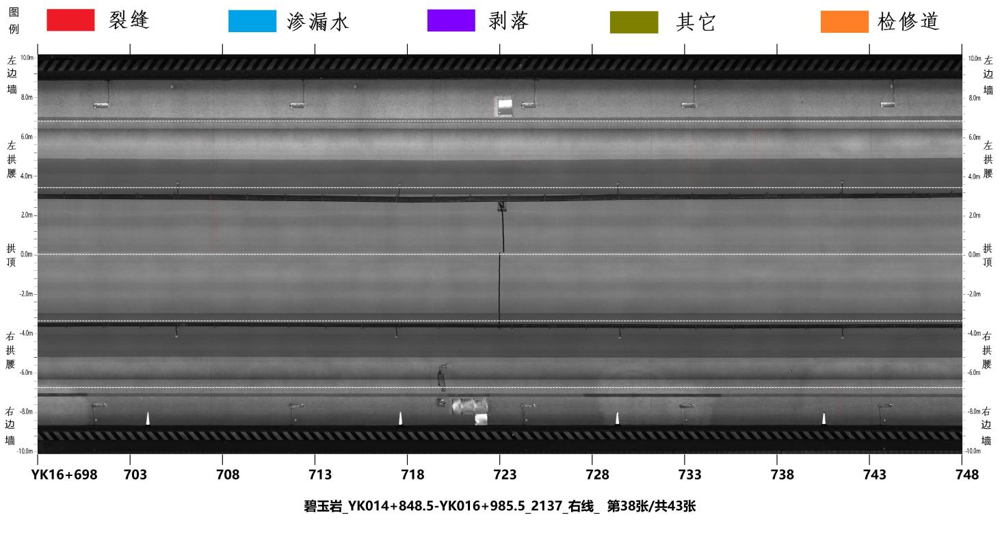 图例
裂缝
渗漏水
剥落
其它
检修道
左边墙
左拱腰
拱顶
右拱腰
右边墙
10.0m
8.0m
6.0m
4.0m
2.0m
0.0m
-2.0m
-4.0m
-6.0m
-8.0m
-10.0m
10.0m
8.0m
6.0m
4.0m
2.0m
0.0m
-2.0m
-4.0m
-6.0m
-8.0m
-10.0m
左边墙
左拱腰
拱顶
右拱腰
右边墙
YK16+698 703 708 713 718 723 728 733 738 743 748
碧玉岩_YK014+848.5-YK016+985.5_2137_右线_ 第38张/共43张